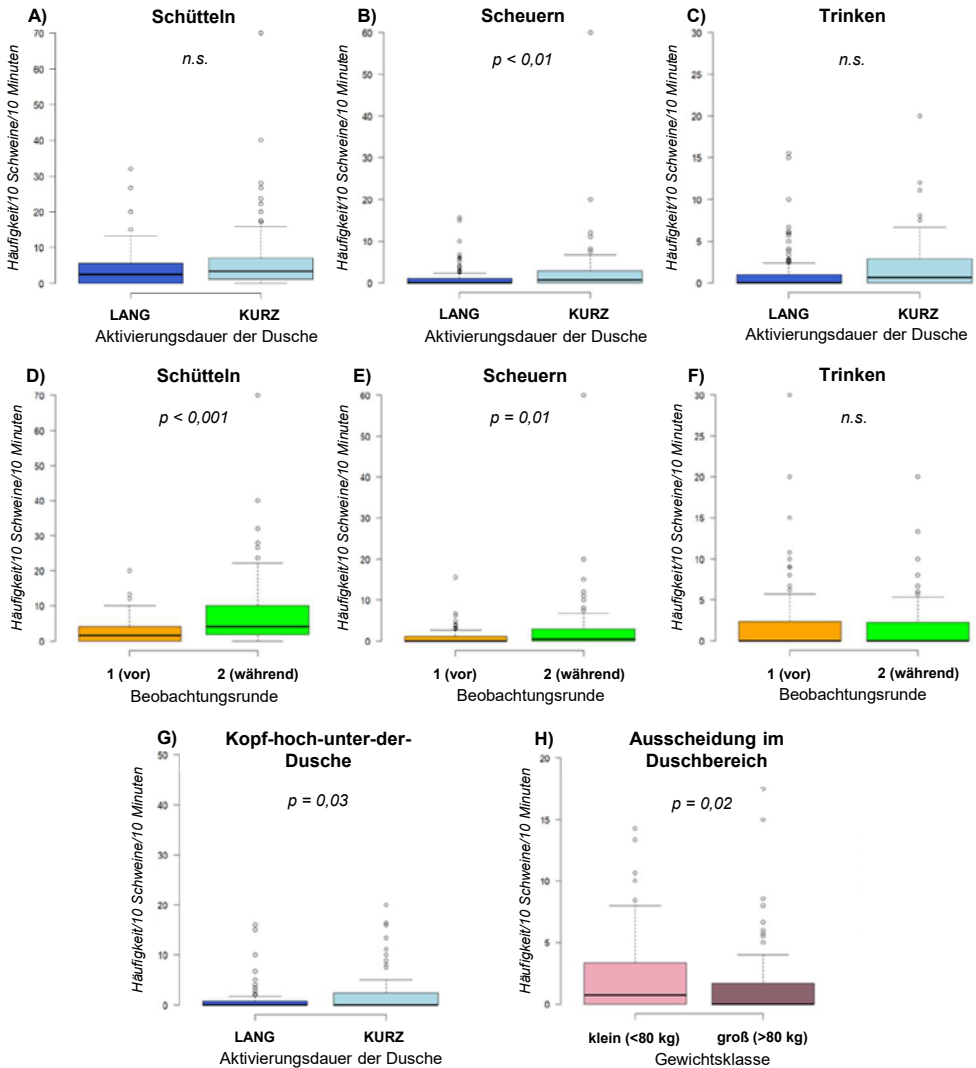 A) Schütteln
n.s.
Häufigkeit/10 Schweine/10 Minuten
70
60
50
40
30
20
10
0
LANG KURZ
Aktivierungsdauer der Dusche
B) Scheuern
p < 0,01
Häufigkeit/10 Schweine/10 Minuten
60
50
40
30
20
10
0
LANG KURZ
Aktivierungsdauer der Dusche
C) Trinken
n.s.
Häufigkeit/10 Schweine/10 Minuten
30
25
20
15
10
5
0
LANG KURZ
Aktivierungsdauer der Dusche
D) Schütteln
p < 0,001
Häufigkeit/10 Schweine/10 Minuten
70
60
50
40
30
20
10
0
1 (vor) 2 (während)
Beobachtungsrunde
E) Scheuern
p = 0,01
Häufigkeit/10 Schweine/10 Minuten
60
50
40
30
20
10
0
1 (vor) 2 (während)
Beobachtungsrunde
F) Trinken
n.s.
Häufigkeit/10 Schweine/10 Minuten
30
25
20
15
10
5
0
1 (vor) 2 (während)
Beobachtungsrunde
G) Kopf-hoch-unter-der-
Dusche
p = 0,03
Häufigkeit/10 Schweine/10 Minuten
50
40
30
20
10
0
LANG KURZ
Aktivierungsdauer der Dusche
H) Ausscheidung im
Duschbereich
p = 0,02
Häufigkeit/10 Schweine/10 Minuten
20
15
10
5
0
klein (<80 kg) groß (>80 kg)
Gewichtsklasse